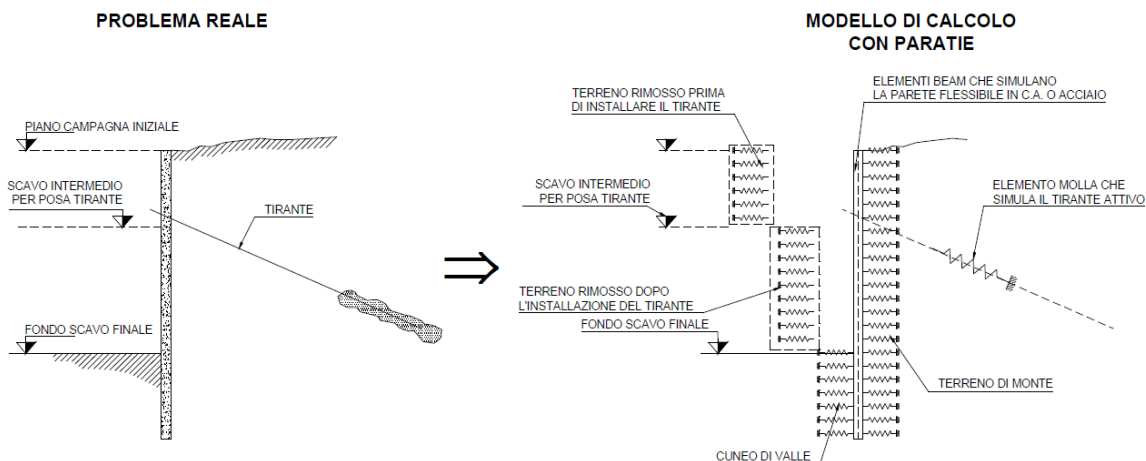 PROBLEMA REALE
PIANO CAMPAGNA INIZIALE
SCAVO INTERMEDIO
PER POSA TIRANTE
TIRANTE
FONDO SCAVO FINALE
MODELLO DI CALCOLO
CON PARATIE
TERRENO RIMOSSO PRIMA
DI INSTALLARE IL TIRANTE
ELEMENTI BEAM CHE SIMULANO
LA PARETE FLESSIBILE IN C.A. O ACCIAIO
SCAVO INTERMEDIO
PER POSA TIRANTE
ELEMENTO MOLLA CHE
SIMULA IL TIRANTE ATTIVO
TERRENO RIMOSSO DOPO
L'INSTALLAZIONE DEL TIRANTE
FONDO SCAVO FINALE
TERRENO DI MONTE
CUNEO DI VALLE